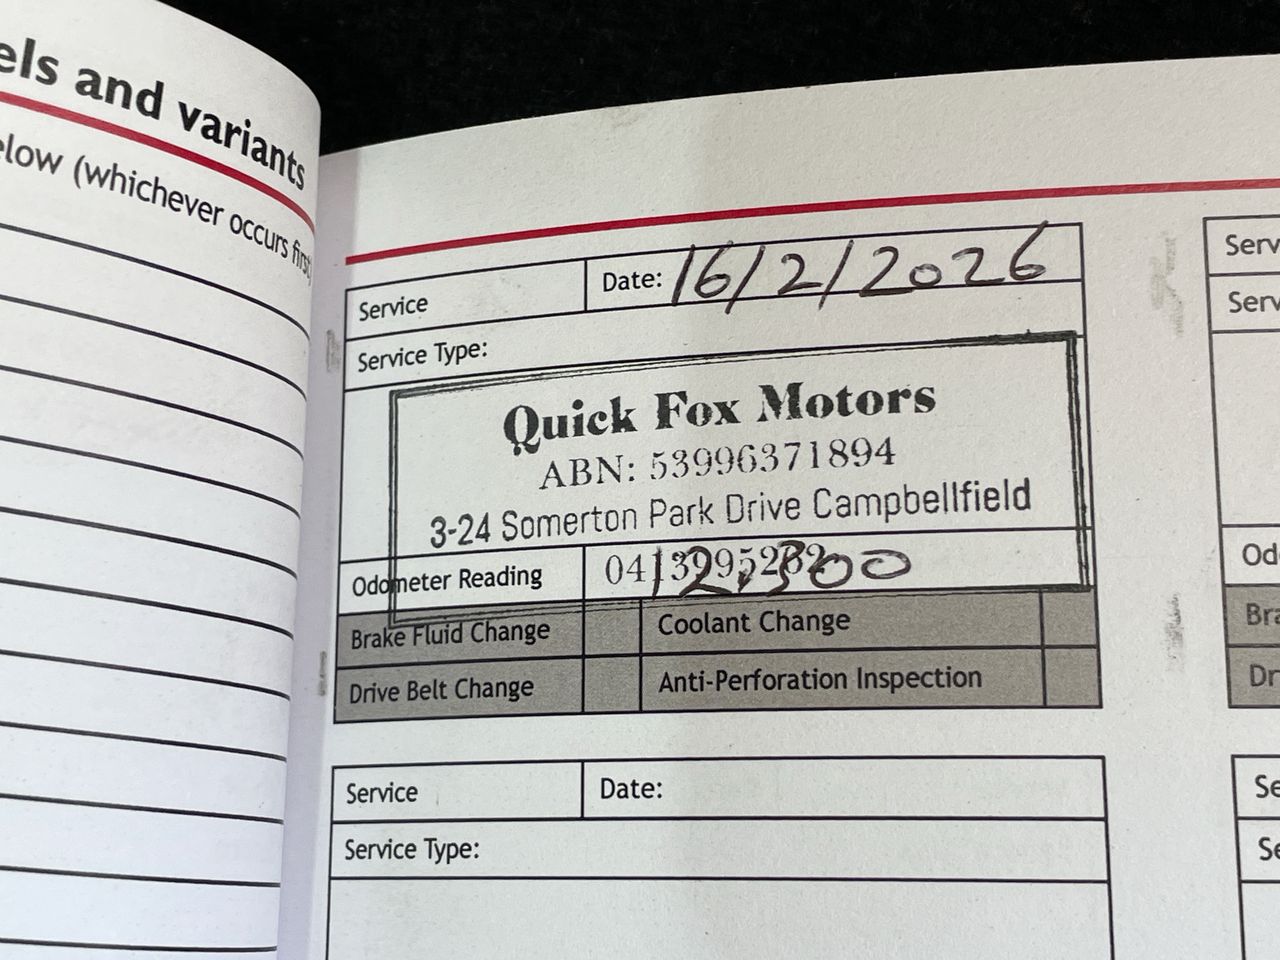 els and variants
elow (whichever occurs first)
Service
Date: 16/2/2026
Service Type:
Quick Fox Motors
ABN: 53996371894
3-24 Somerton Park Drive Campbellfield
Odometer Reading
Brake Fluid Change
Coolant Change
Drive Belt Change
Anti-Perforation Inspection
Service
Date:
Service Type:
Serv
Serv
Od
Bra
Dr
Se
Se